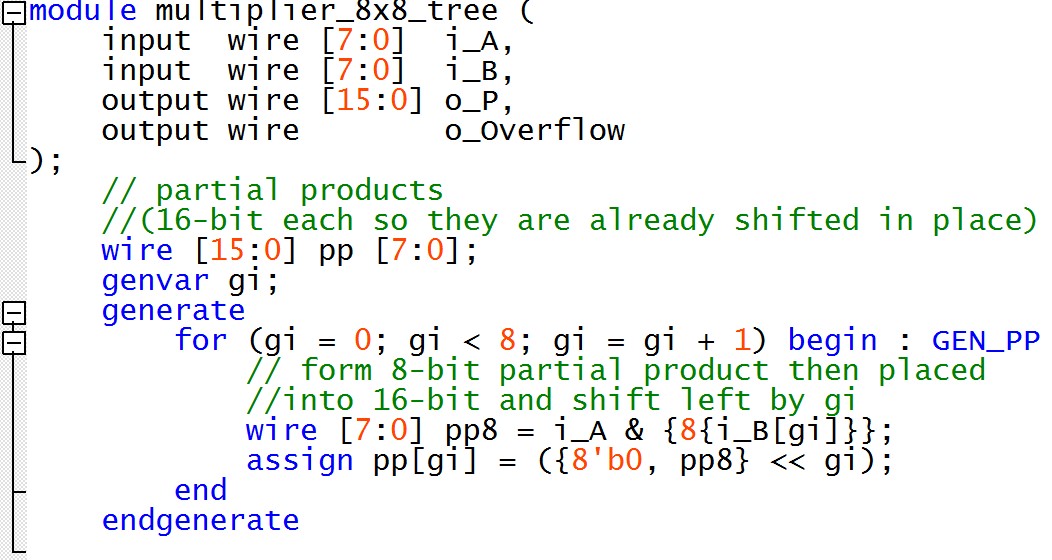 module multiplier_8x8_tree (
    input  wire [7:0]  i_A,
    input  wire [7:0]  i_B,
    output wire [15:0] o_P,
    output wire        o_Overflow
);
    // partial products
    //(16-bit each so they are already shifted in place)
    wire [15:0] pp [7:0];
    genvar gi;
    generate
        for (gi = 0; gi < 8; gi = gi + 1) begin : GEN_PP
            // form 8-bit partial product then placed
            //into 16-bit and shift left by gi
            wire [7:0] pp8 = i_A & {8{i_B[gi]}};
            assign pp[gi] = ({8'b0, pp8} << gi);
        end
    endgenerate